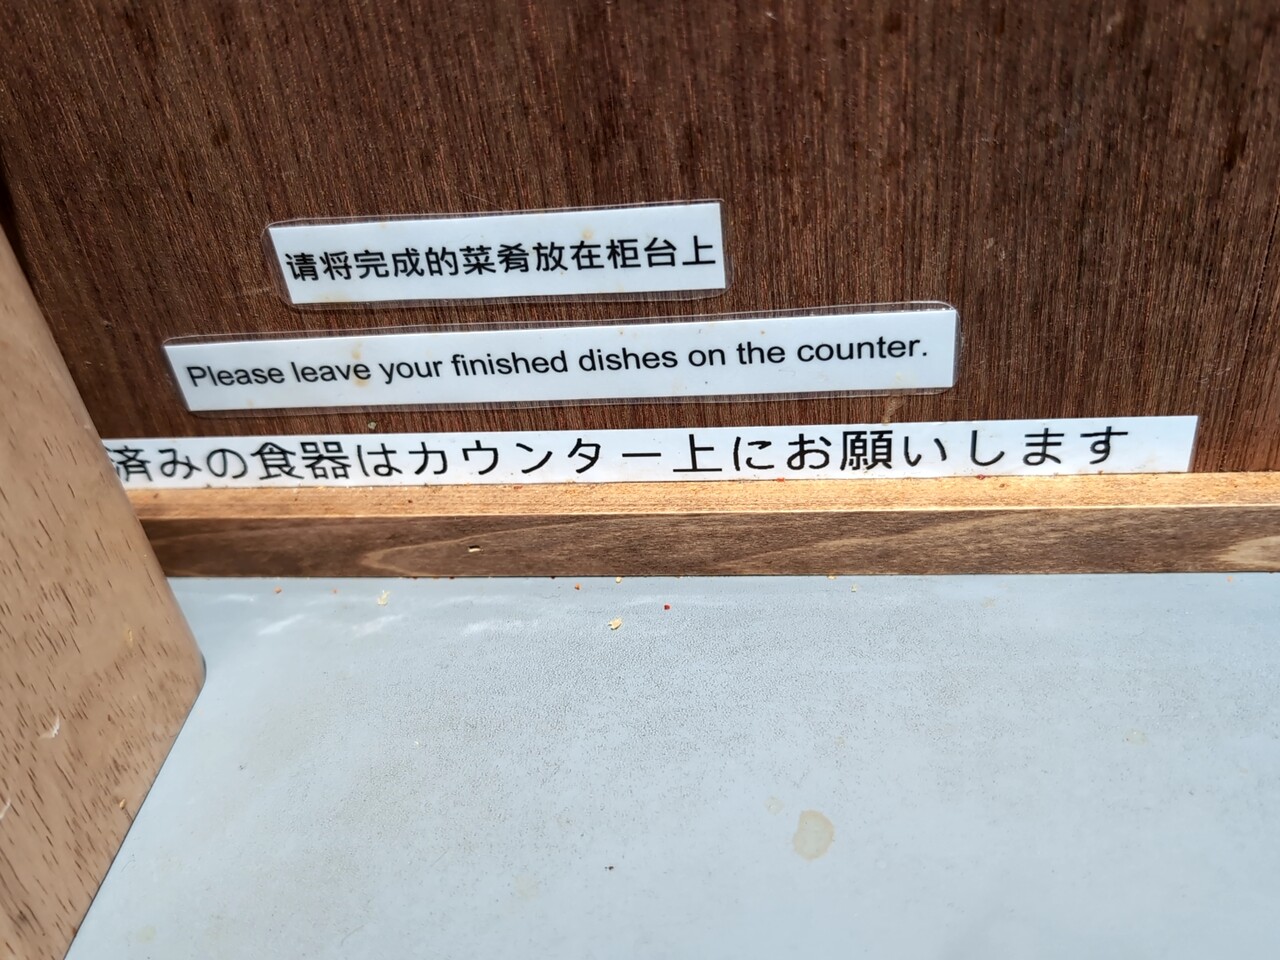 请将完成的菜肴放在柜台上
Please leave your finished dishes on the counter.
済みの食器はカウンター上にお願いします